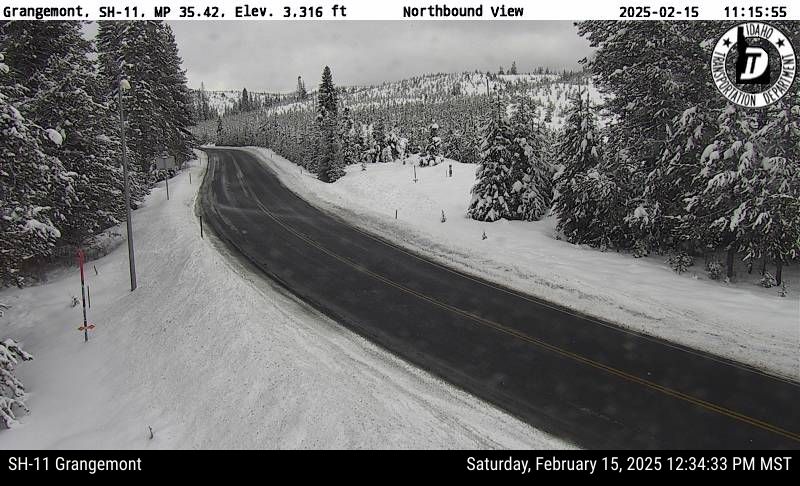 Grangemont, SH-11, MP 35.42, Elev. 3,316 ft Northbound View 2025-02-15 11:15:55
IDAHO
TRANSPORTATION DEPARTMENT
SH-11 Grangemont Saturday, February 15, 2025 12:34:33 PM MST